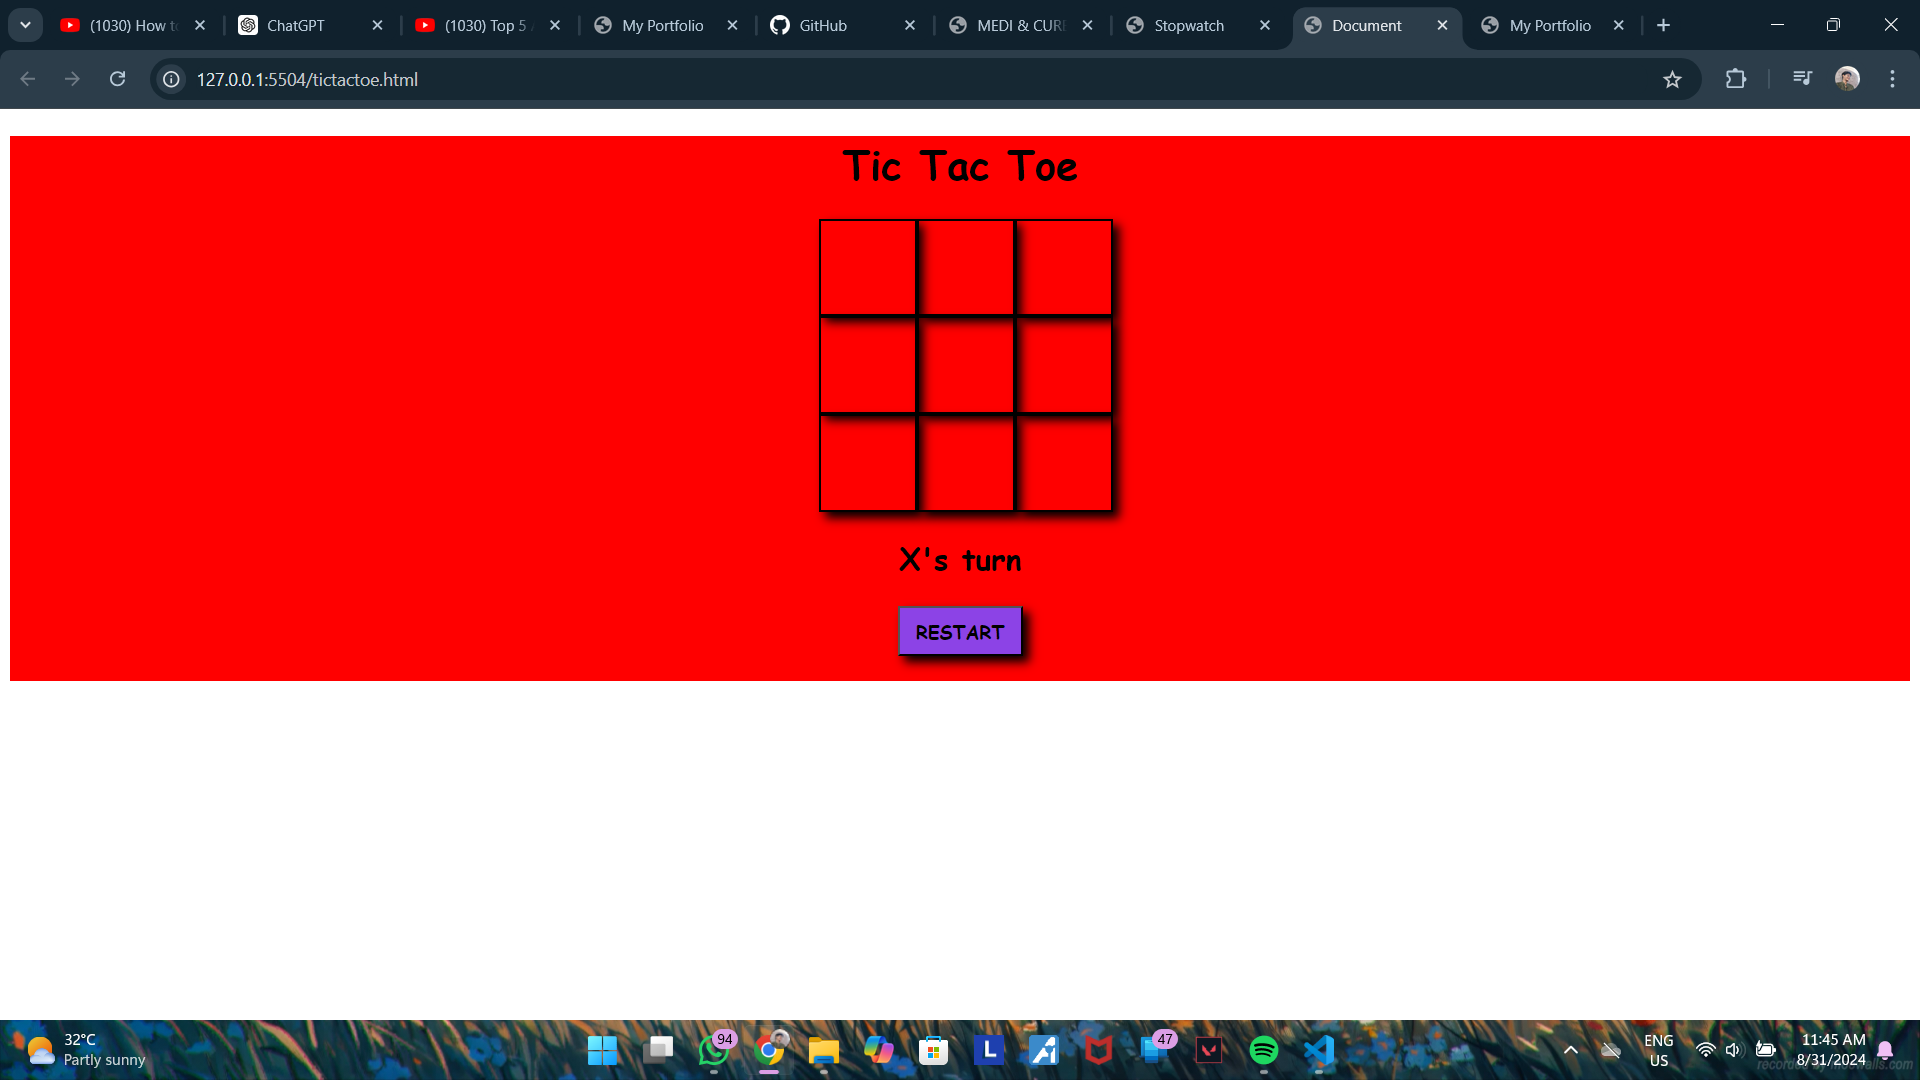 (1030) How t
ChatGPT
(1030) Top 5
My Portfolio
GitHub
MEDI & CUR
Stopwatch
Document
My Portfolio
127.0.0.1:5504/tictactoe.html
Tic Tac Toe
X's turn
RESTART
32°C
Partly sunny
94
L
47
ENG
US
11:45 AM
8/31/2024